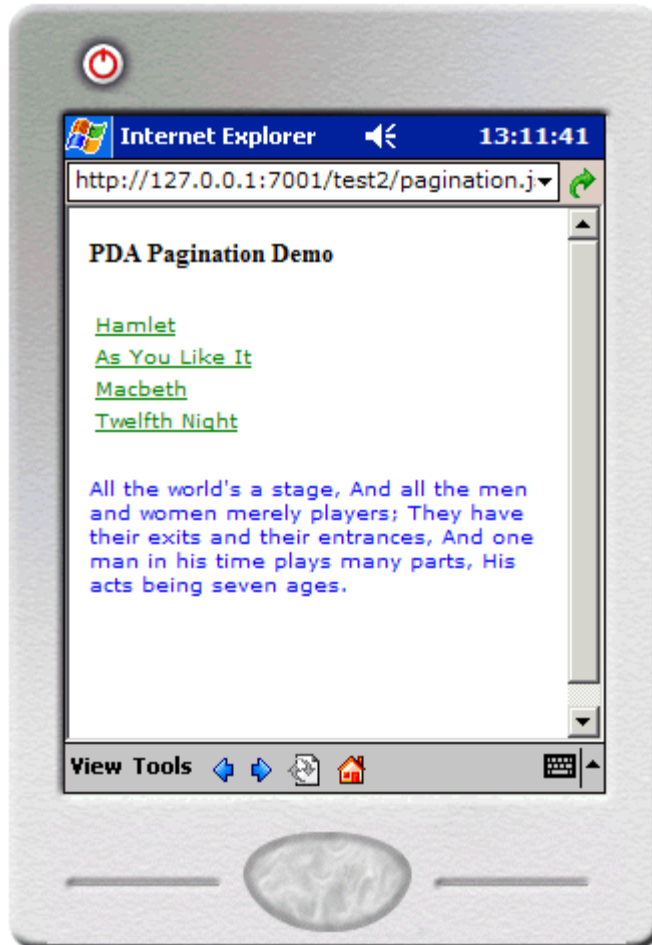 Internet Explorer 13:11:41
http://127.0.0.1:7001/test2/pagination.j
PDA Pagination Demo
Hamlet
As You Like It
Macbeth
Twelfth Night
All the world's a stage, And all the men
and women merely players; They have
their exits and their entrances, And one
man in his time plays many parts, His
acts being seven ages.
View Tools